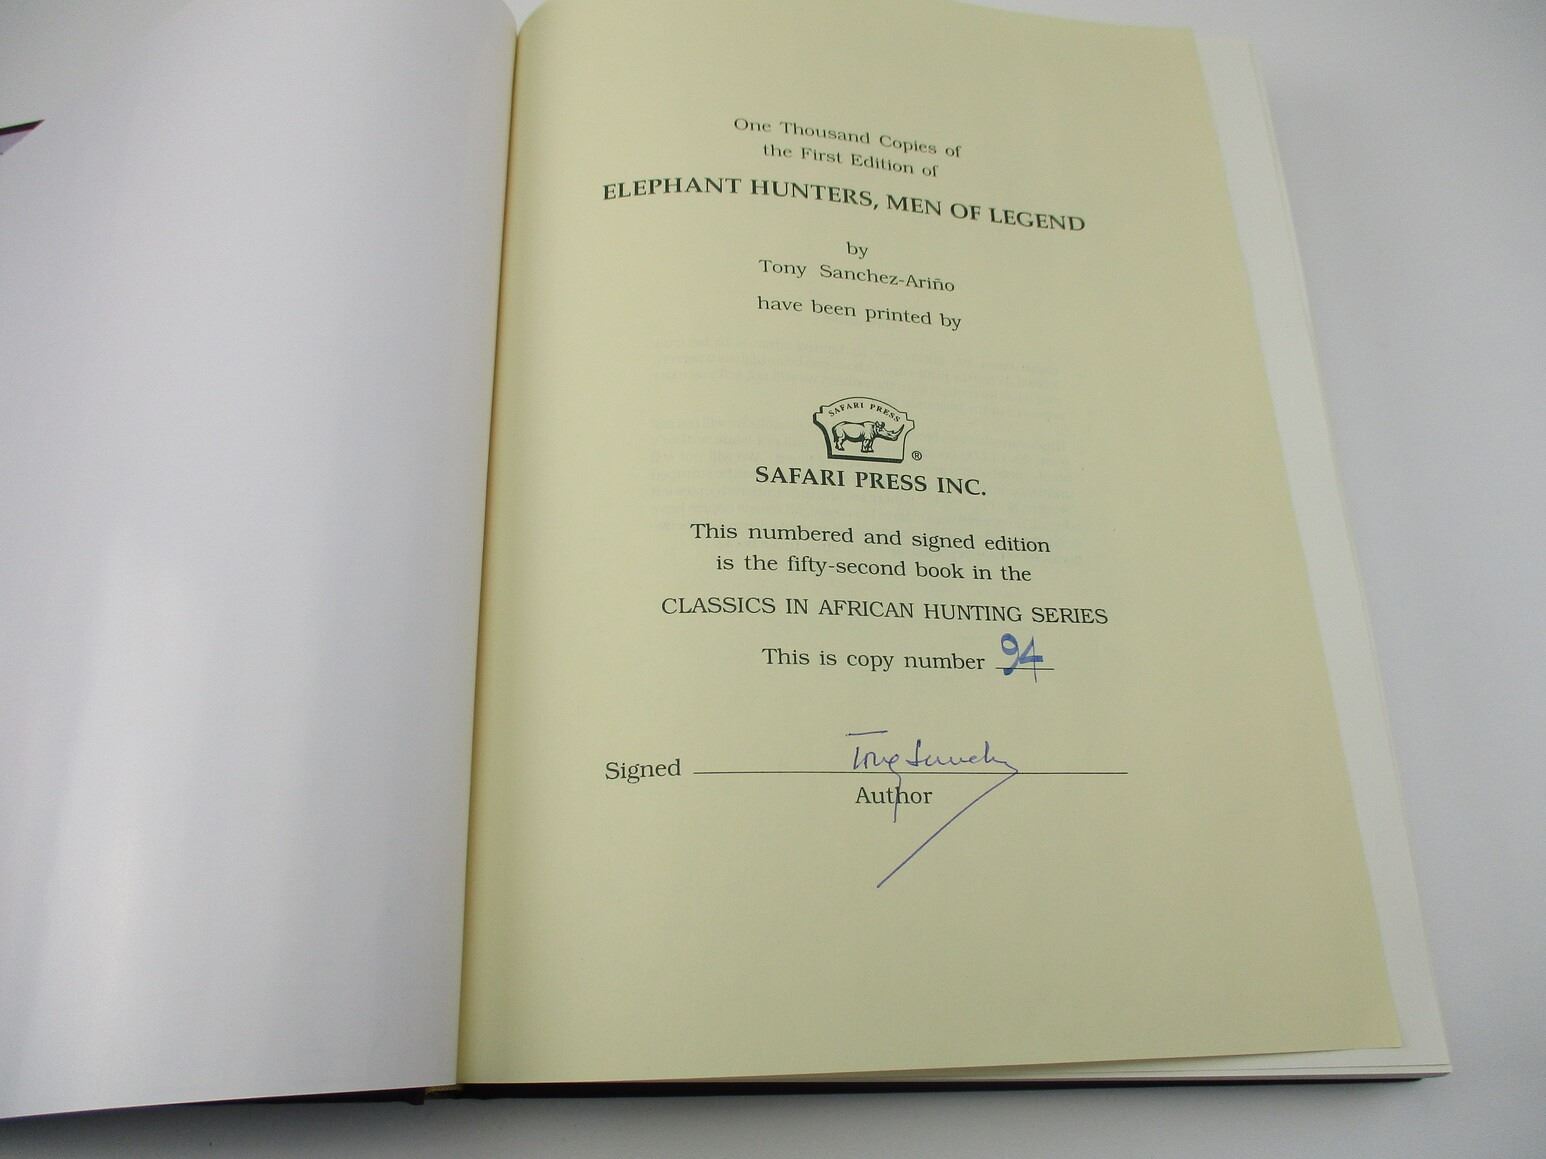 One Thousand Copies of
the First Edition of
ELEPHANT HUNTERS, MEN OF LEGEND
by
Tony Sanchez-Ariño
have been printed by
SAFARI PRESS
®
SAFARI PRESS INC.
This numbered and signed edition
is the fifty-second book in the
CLASSICS IN AFRICAN HUNTING SERIES
This is copy number 94
Signed Tony Sanchez
Author